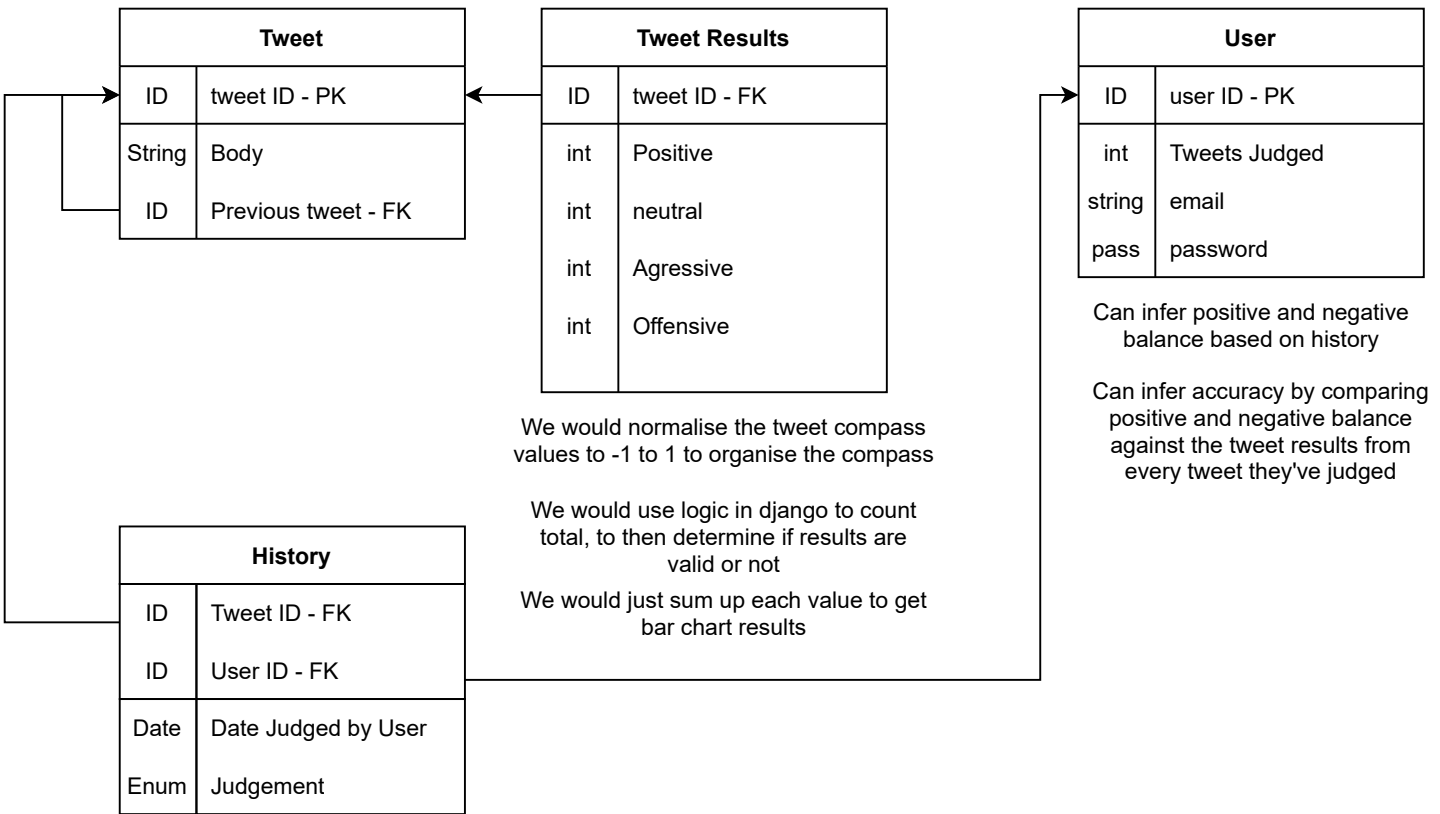 Tweet
ID tweet ID - PK
String Body
ID Previous tweet - FK
Tweet Results
ID tweet ID - FK
int Positive
int neutral
int Agressive
int Offensive
We would normalise the tweet compass
values to -1 to 1 to organise the compass
We would use logic in django to count
total, to then determine if results are
valid or not
We would just sum up each value to get
bar chart results
User
ID user ID - PK
int Tweets Judged
string email
pass password
Can infer positive and negative
balance based on history
Can infer accuracy by comparing
positive and negative balance
against the tweet results from
every tweet they've judged
History
ID Tweet ID - FK
ID User ID - FK
Date Date Judged by User
Enum Judgement